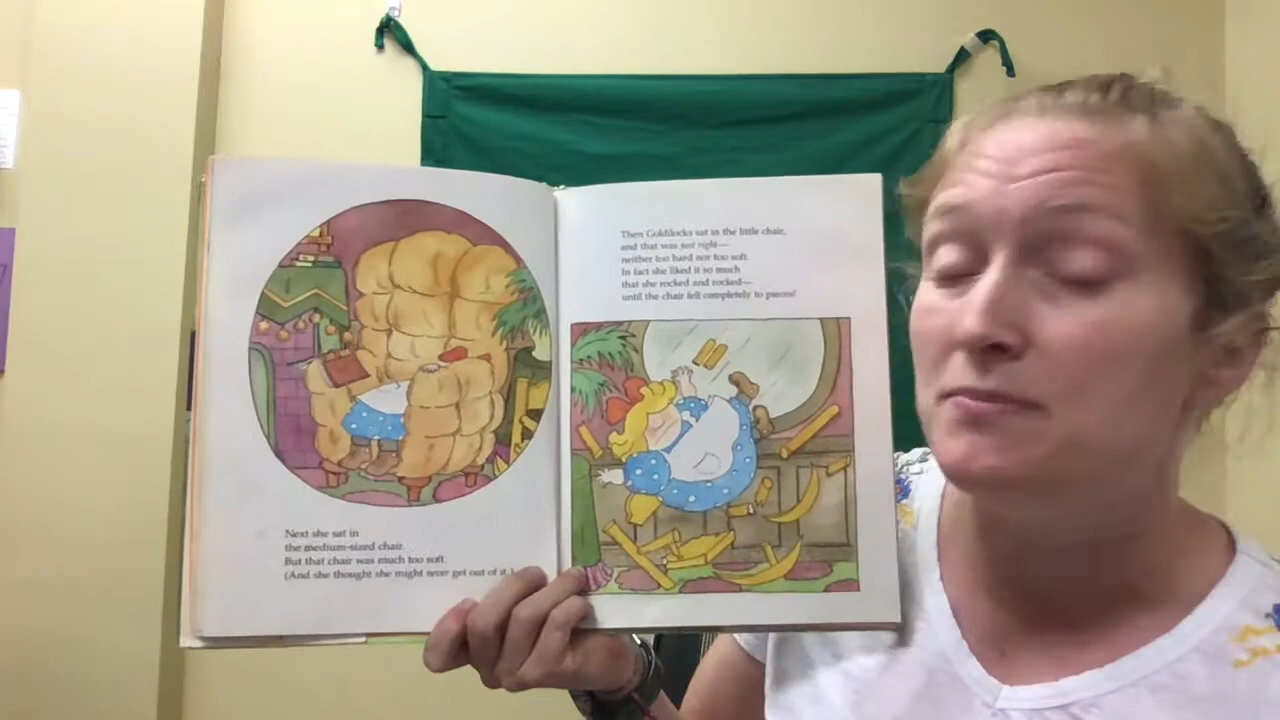 Next she sat in
the medium-sized chair.
But that chair was much too soft.
(And she thought she might never get out of it.)
Then Goldilocks sat in the little chair,
and that was just right—
neither too hard nor too soft.
In fact she liked it so much
that she rocked and rocked—
until the chair fell completely to pieces!